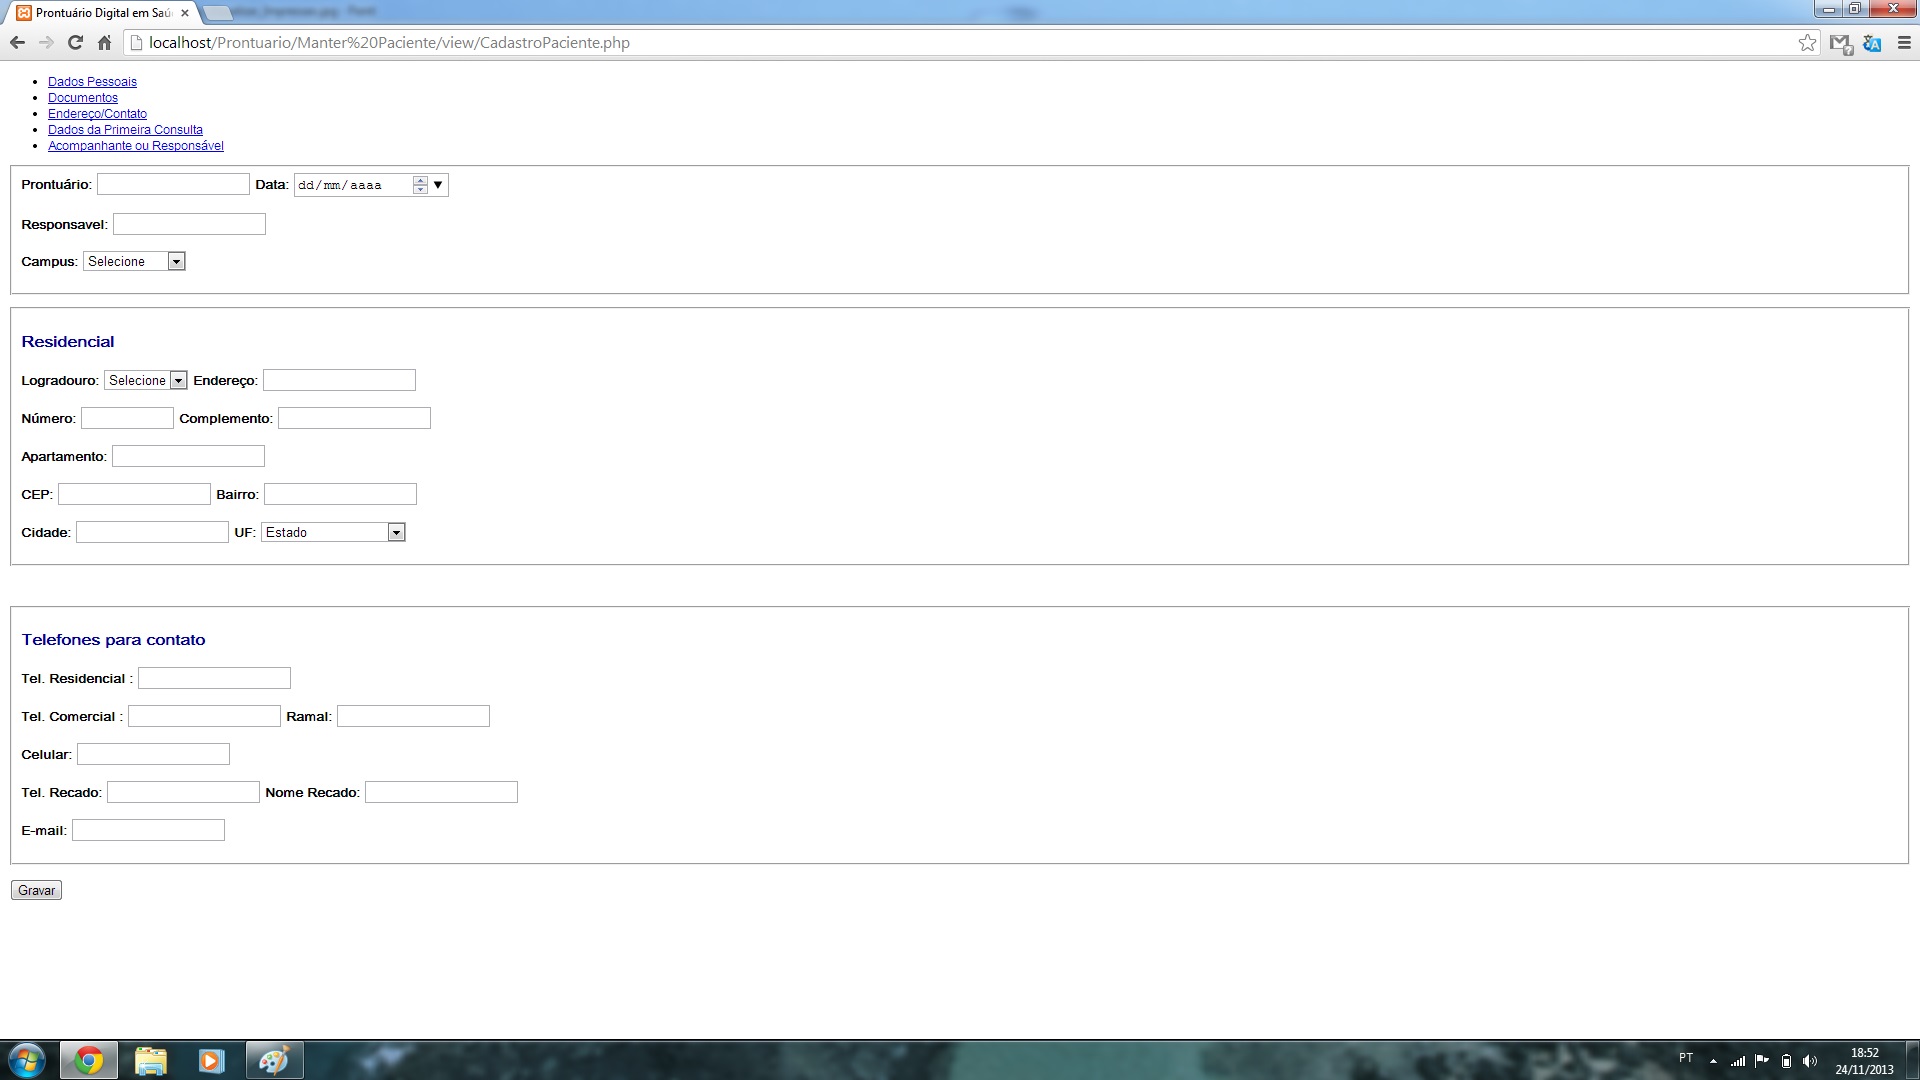 Prontuário Digital em Saú
localhost/Prontuario/Manter%20Paciente/view/CadastroPaciente.php
Dados Pessoais
Documentos
Endereço/Contato
Dados da Primeira Consulta
Acompanhante ou Responsável
Prontuário: Data: dd/mm/aaaa
Responsavel:
Campus: Selecione
Residencial
Logradouro: Selecione Endereço:
Número: Complemento:
Apartamento:
CEP: Bairro:
Cidade: UF: Estado
Telefones para contato
Tel. Residencial :
Tel. Comercial : Ramal:
Celular:
Tel. Recado: Nome Recado:
E-mail:
Gravar
PT
18:52
24/11/2013